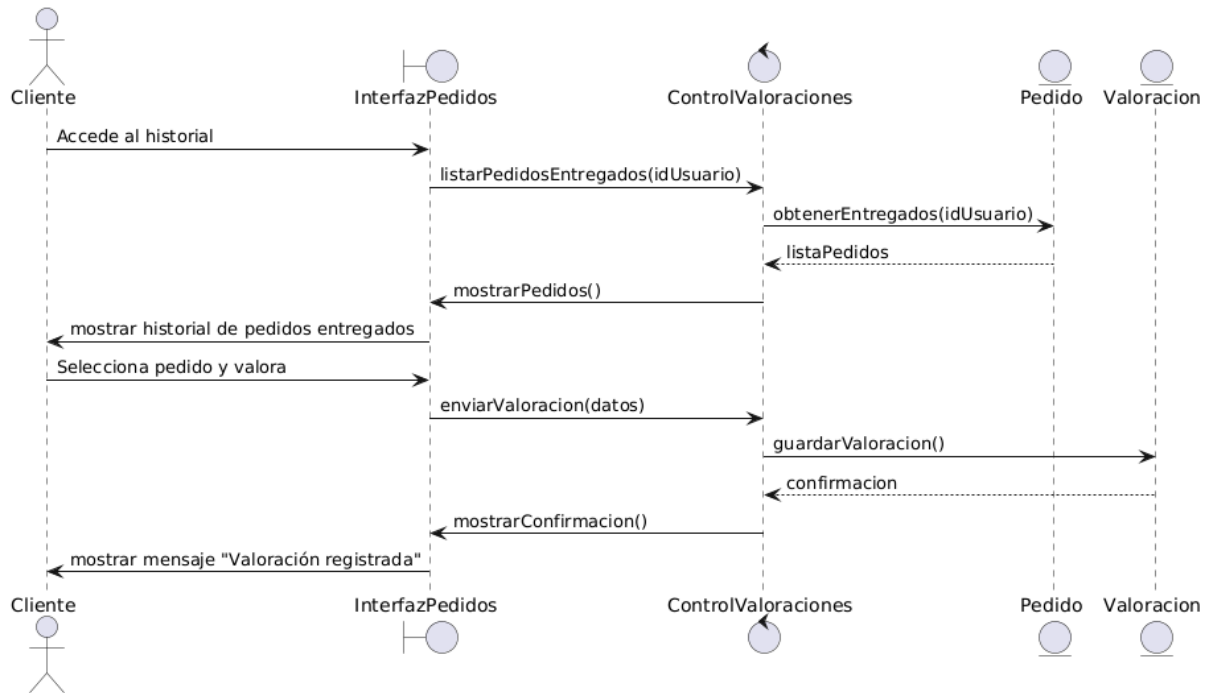 Cliente
InterfazPedidos
ControlValoraciones
Pedido
Valoracion
Accede al historial
listarPedidosEntregados(idUsuario)
obtenerEntregados(idUsuario)
listaPedidos
mostrarPedidos()
mostrar historial de pedidos entregados
Selecciona pedido y valora
enviarValoracion(datos)
guardarValoracion()
confirmacion
mostrarConfirmacion()
mostrar mensaje "Valoración registrada"
Cliente
InterfazPedidos
ControlValoraciones
Pedido
Valoracion